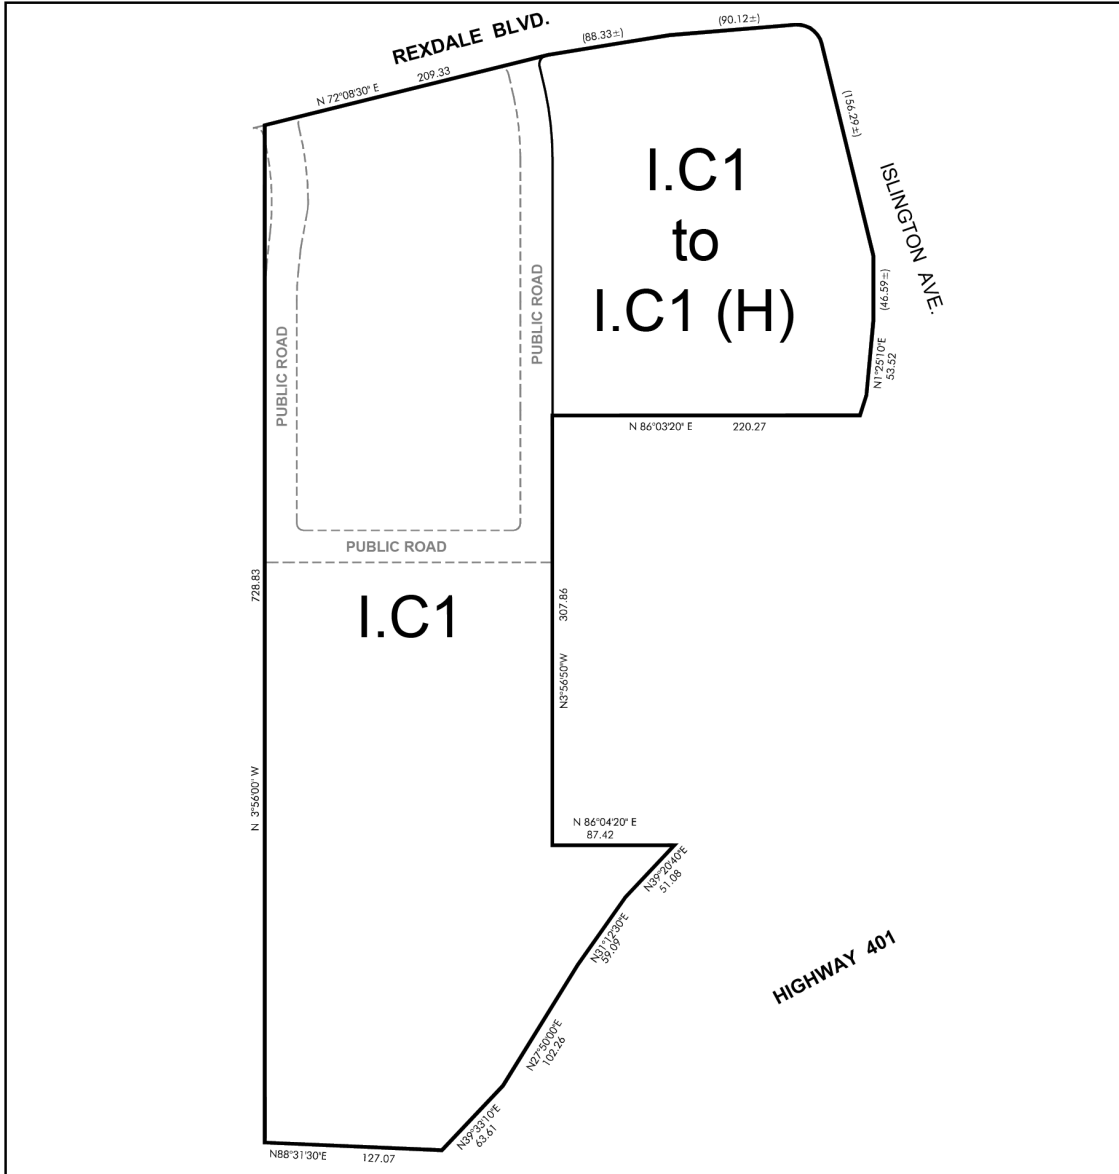 REXDALE BLVD.
(88.33±)
(90.12±)
N 72°08'30" E
209.33
(156.29±)
ISLINGTON AVE.
I.C1
to
I.C1 (H)
(46.59±)
N1°25'10"E
53.52
PUBLIC ROAD
PUBLIC ROAD
N 86°03'20" E 220.27
PUBLIC ROAD
728.83
N 3°56'00" W
I.C1
307.86
N3°56'50"W
N 86°04'20" E
87.42
N39°20'40"E
51.08
N31°12'30"E
59.09
HIGHWAY 401
N27°50'00"E
102.26
N39°33'10"E
63.61
N88°31'30"E 127.07